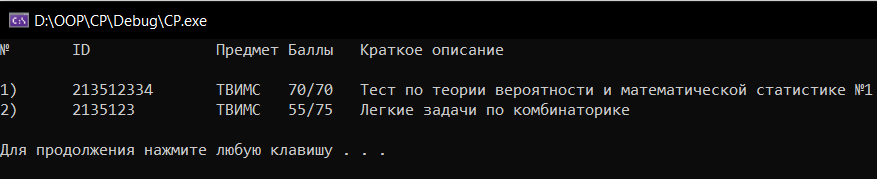 D:\OOP\CP\Debug\CP.exe
№ ID Предмет Баллы Краткое описание
1) 213512334 ТВИМС 70/70 Тест по теории вероятности и математической статистике №1
2) 2135123 ТВИМС 55/75 Легкие задачи по комбинаторике
Для продолжения нажмите любую клавишу . . .